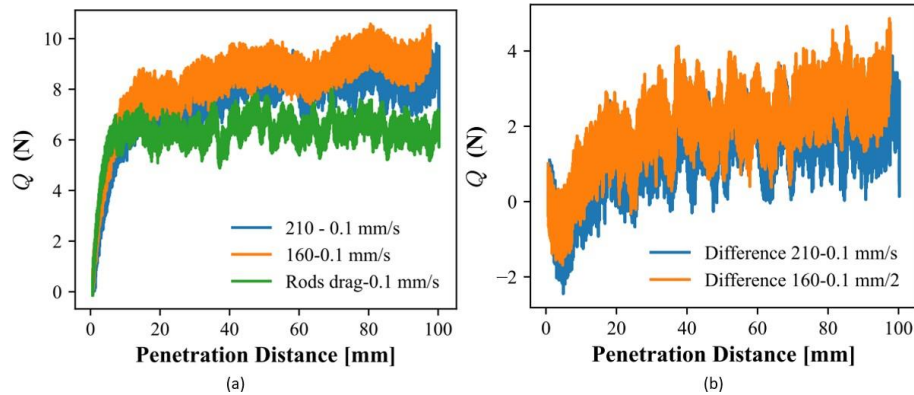 10
8
6
4
2
0
Q (N)
210 - 0.1 mm/s
160-0.1 mm/s
Rods drag-0.1 mm/s
0 20 40 60 80 100
Penetration Distance [mm]
(a)
4
2
0
−2
Q (N)
Difference 210-0.1 mm/s
Difference 160-0.1 mm/2
0 20 40 60 80 100
Penetration Distance [mm]
(b)